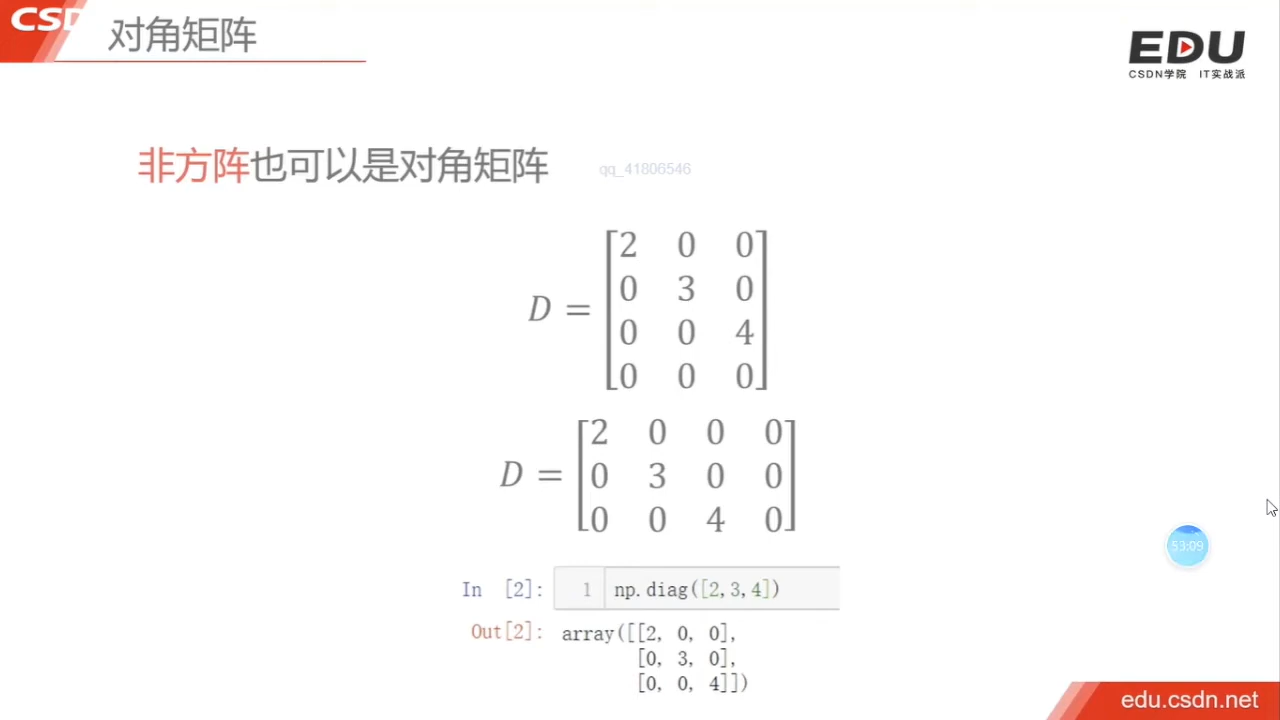 CSD
对角矩阵
EDU
CSDN学院 IT实战派
非方阵也可以是对角矩阵
qq_41806546
D =
2 0 0
0 3 0
0 0 4
0 0 0
D =
2 0 0 0
0 3 0 0
0 0 4 0
53:09
In [2]: 1 np.diag([2,3,4])
Out[2]: array([[2, 0, 0],
[0, 3, 0],
[0, 0, 4]])
edu.csdn.net